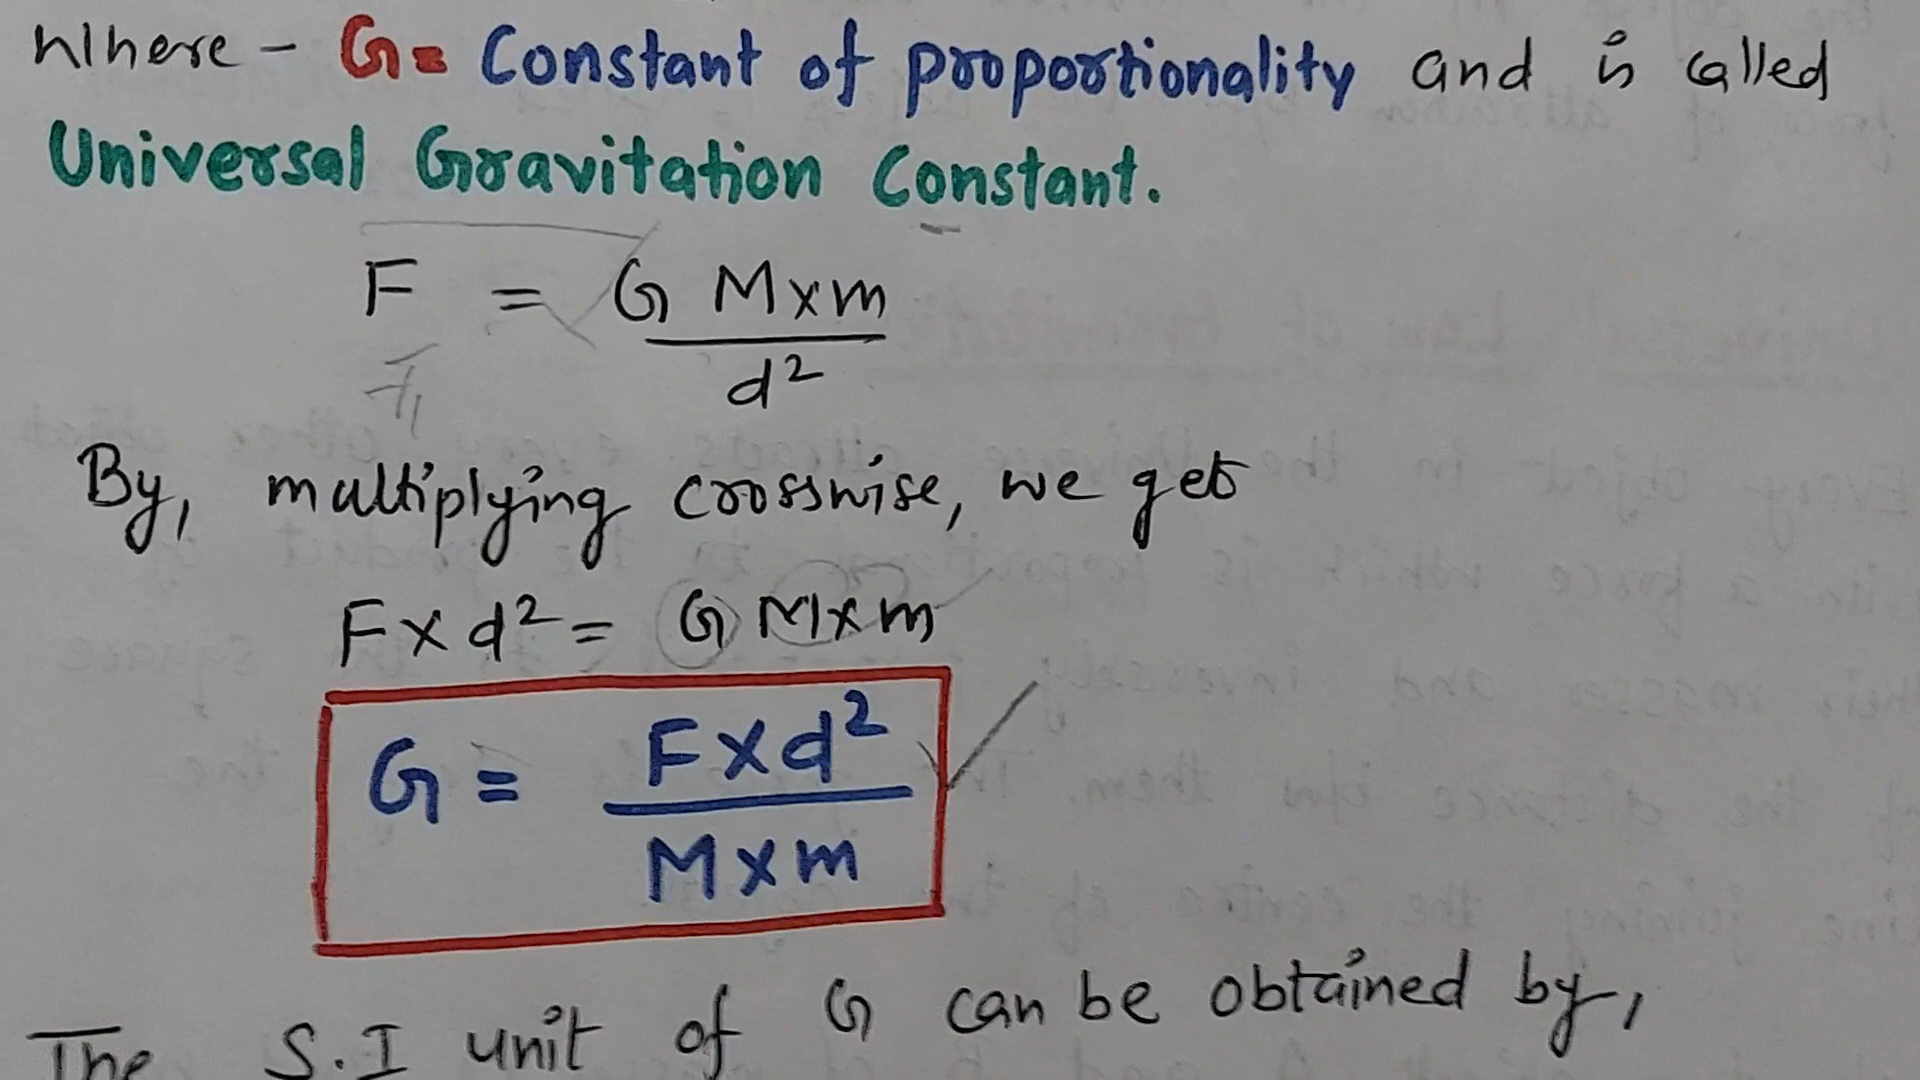 Where - G = Constant of proportionality and is called
Universal Gravitation Constant.
F = G M×m
d²
By, multiplying crosswise, we get
F×d² = G M×m
G = F×d²
M×m
The S.I unit of G can be obtained by,